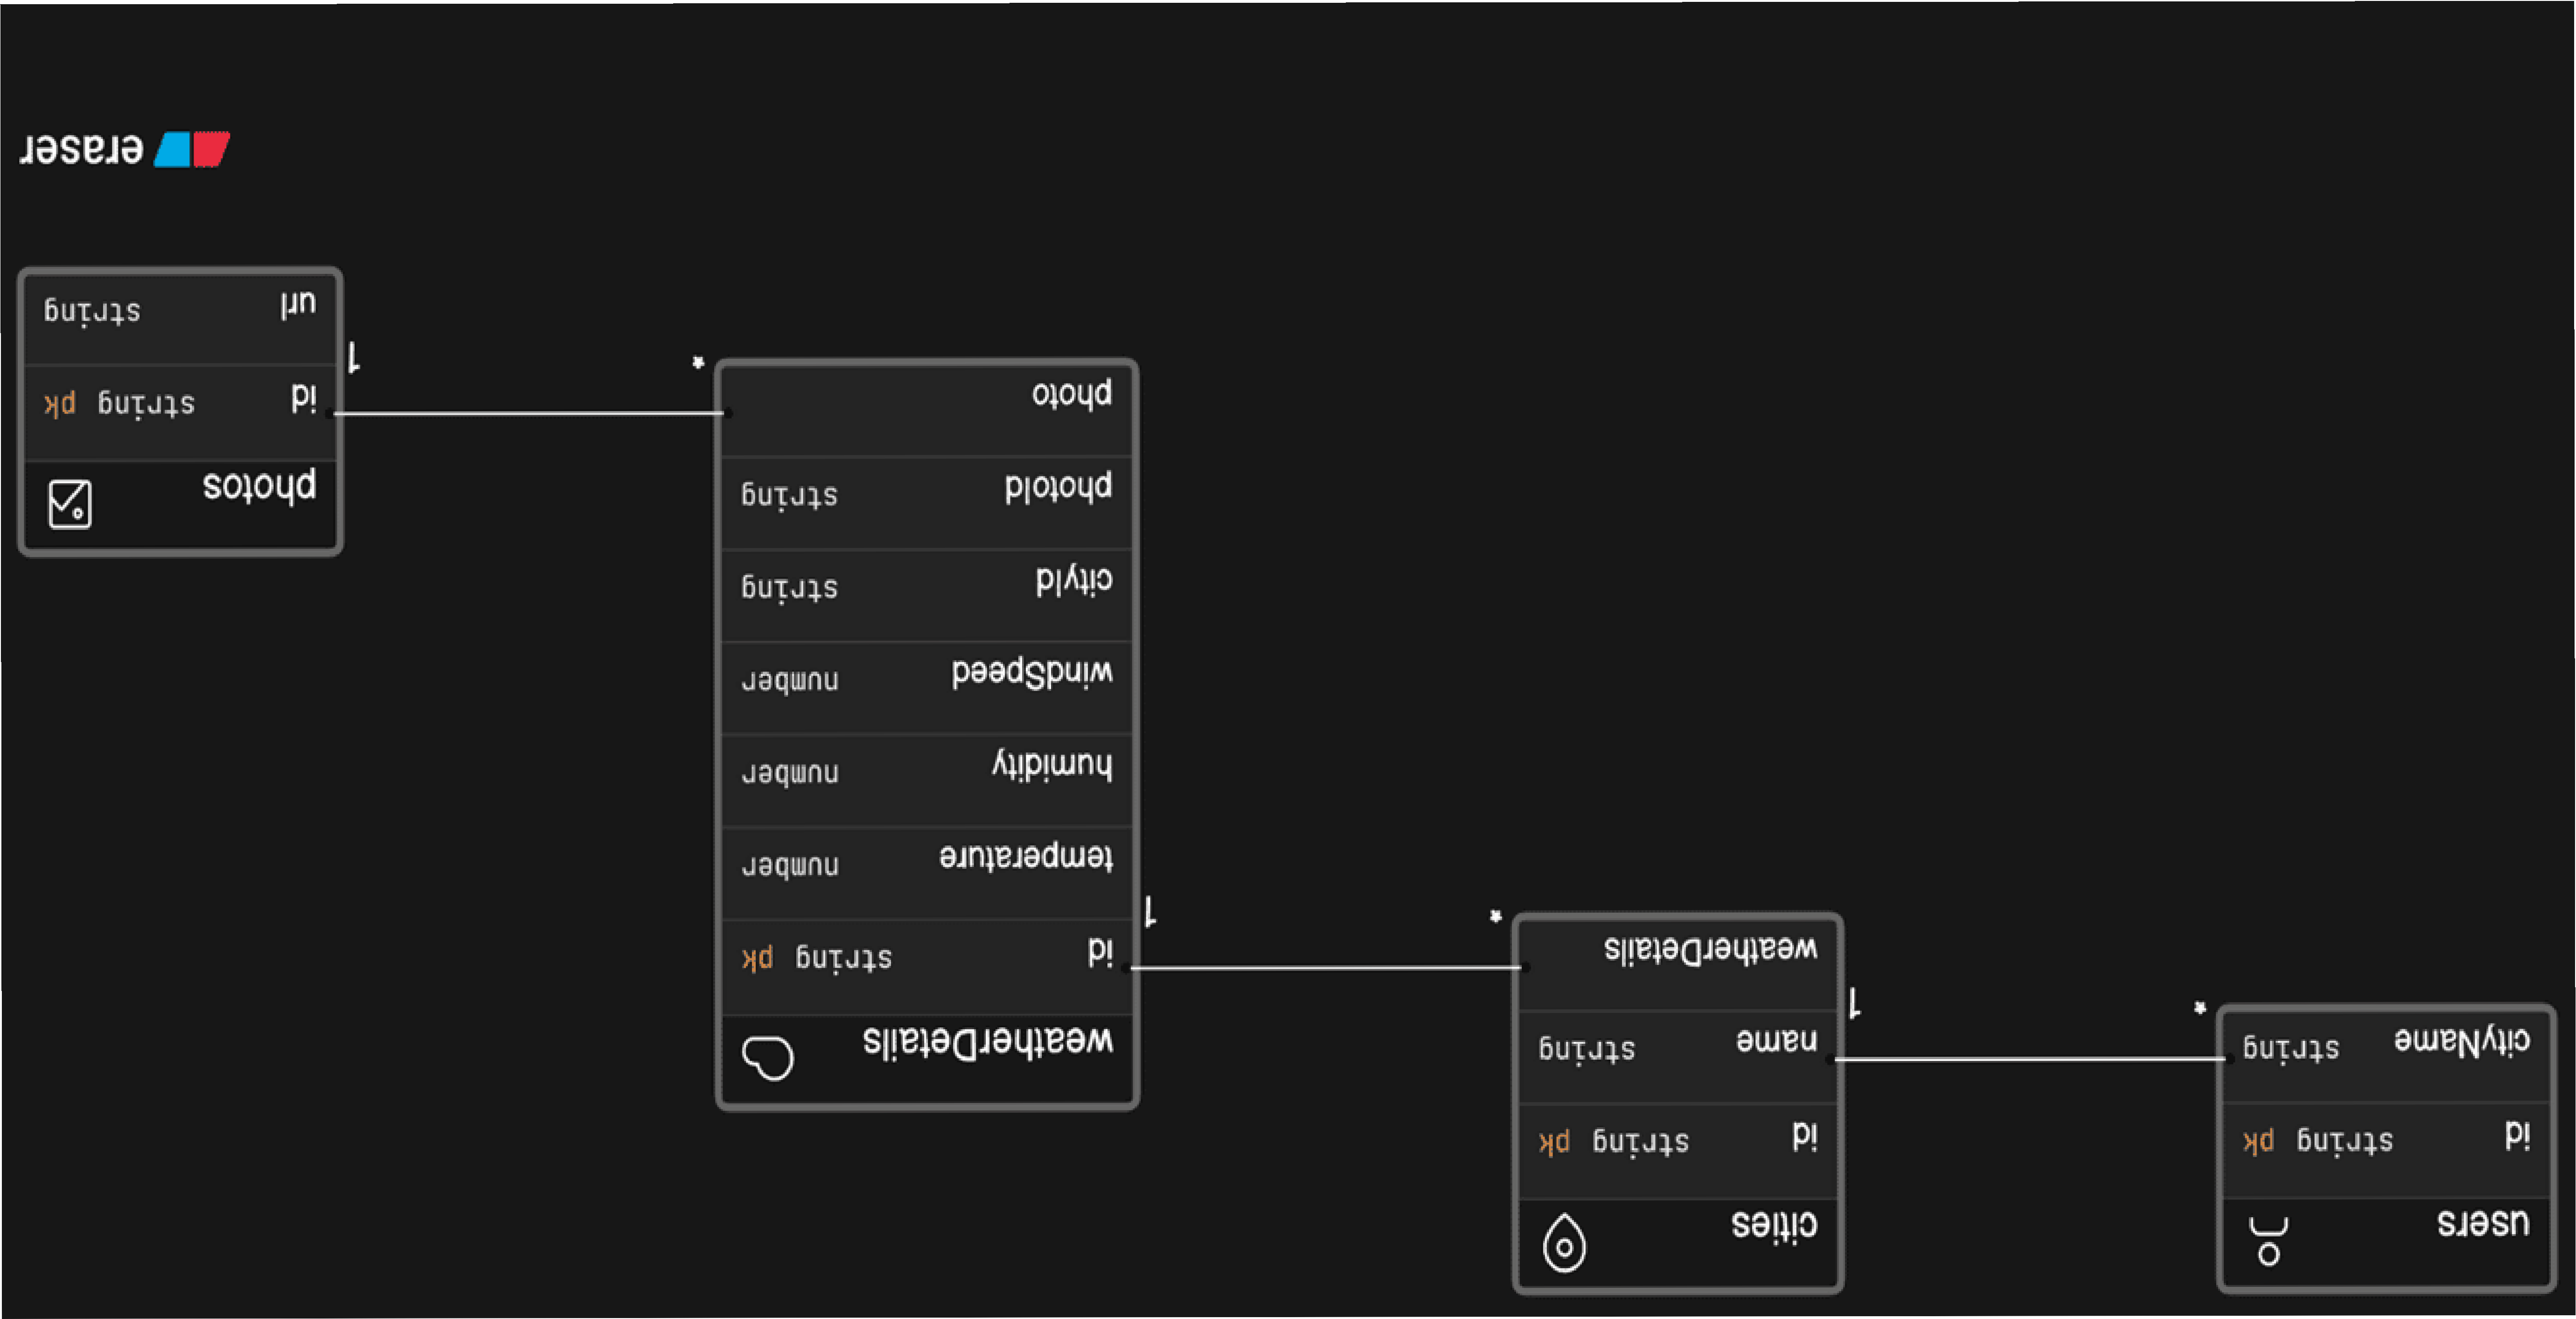 users
id string pk
cityName string
*
1
cities
id string pk
name string
weatherDetails
*
1
weatherDetails
id string pk
temperature number
humidity number
windSpeed number
cityId string
photoId string
photo
*
1
photos
id string pk
url string
eraser